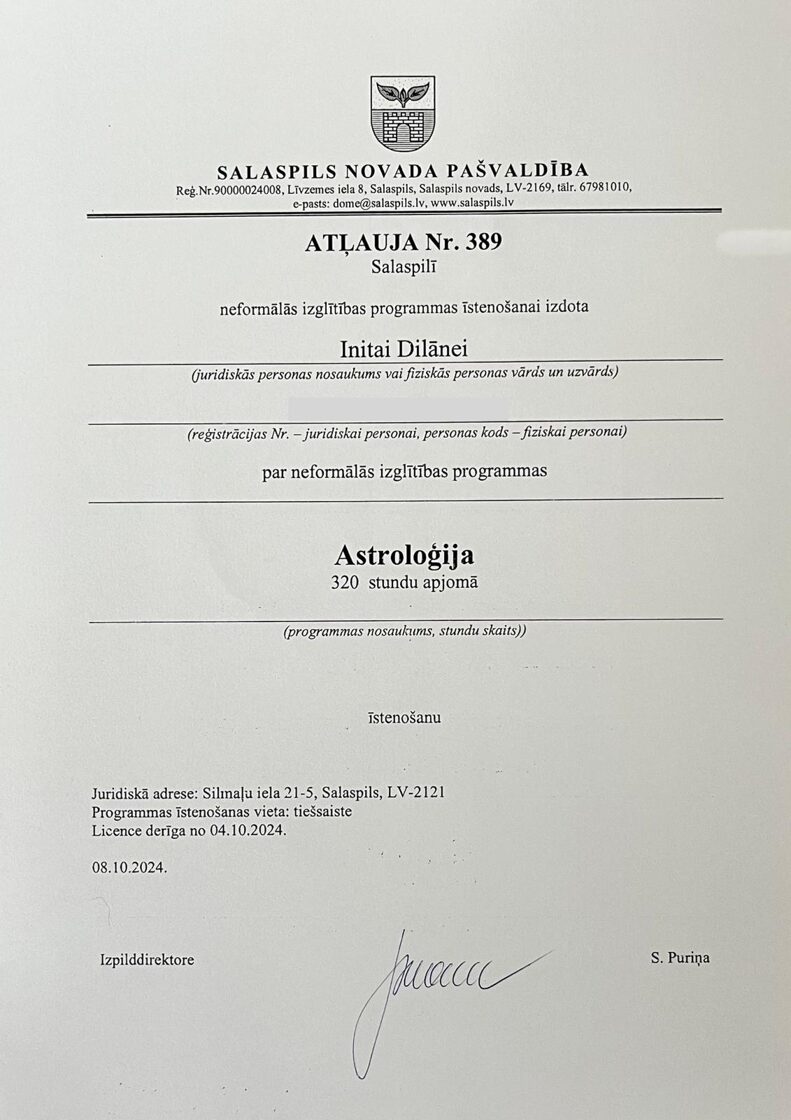 SALASPILS NOVADA PAŠVALDĪBA
Reģ.Nr.90000024008, Līvzemes iela 8, Salaspils, Salaspils novads, LV-2169, tālr. 67981010,
e-pasts: dome@salaspils.lv, www.salaspils.lv
ATĻAUJA Nr. 389
Salaspilī
neformālās izglītības programmas īstenošanai izdota
Initai Dilānei
(juridiskās personas nosaukums vai fiziskās personas vārds un uzvārds)
(reģistrācijas Nr. – juridiskai personai, personas kods – fiziskai personai)
par neformālās izglītības programmas
Astroloģija
320 stundu apjomā
(programmas nosaukums, stundu skaits))
īstenošanu
Juridiskā adrese: Silmaļu iela 21-5, Salaspils, LV-2121
Programmas īstenošanas vieta: tiešsaiste
Licence derīga no 04.10.2024.
08.10.2024.
Izpilddirektore
S. Puriņa